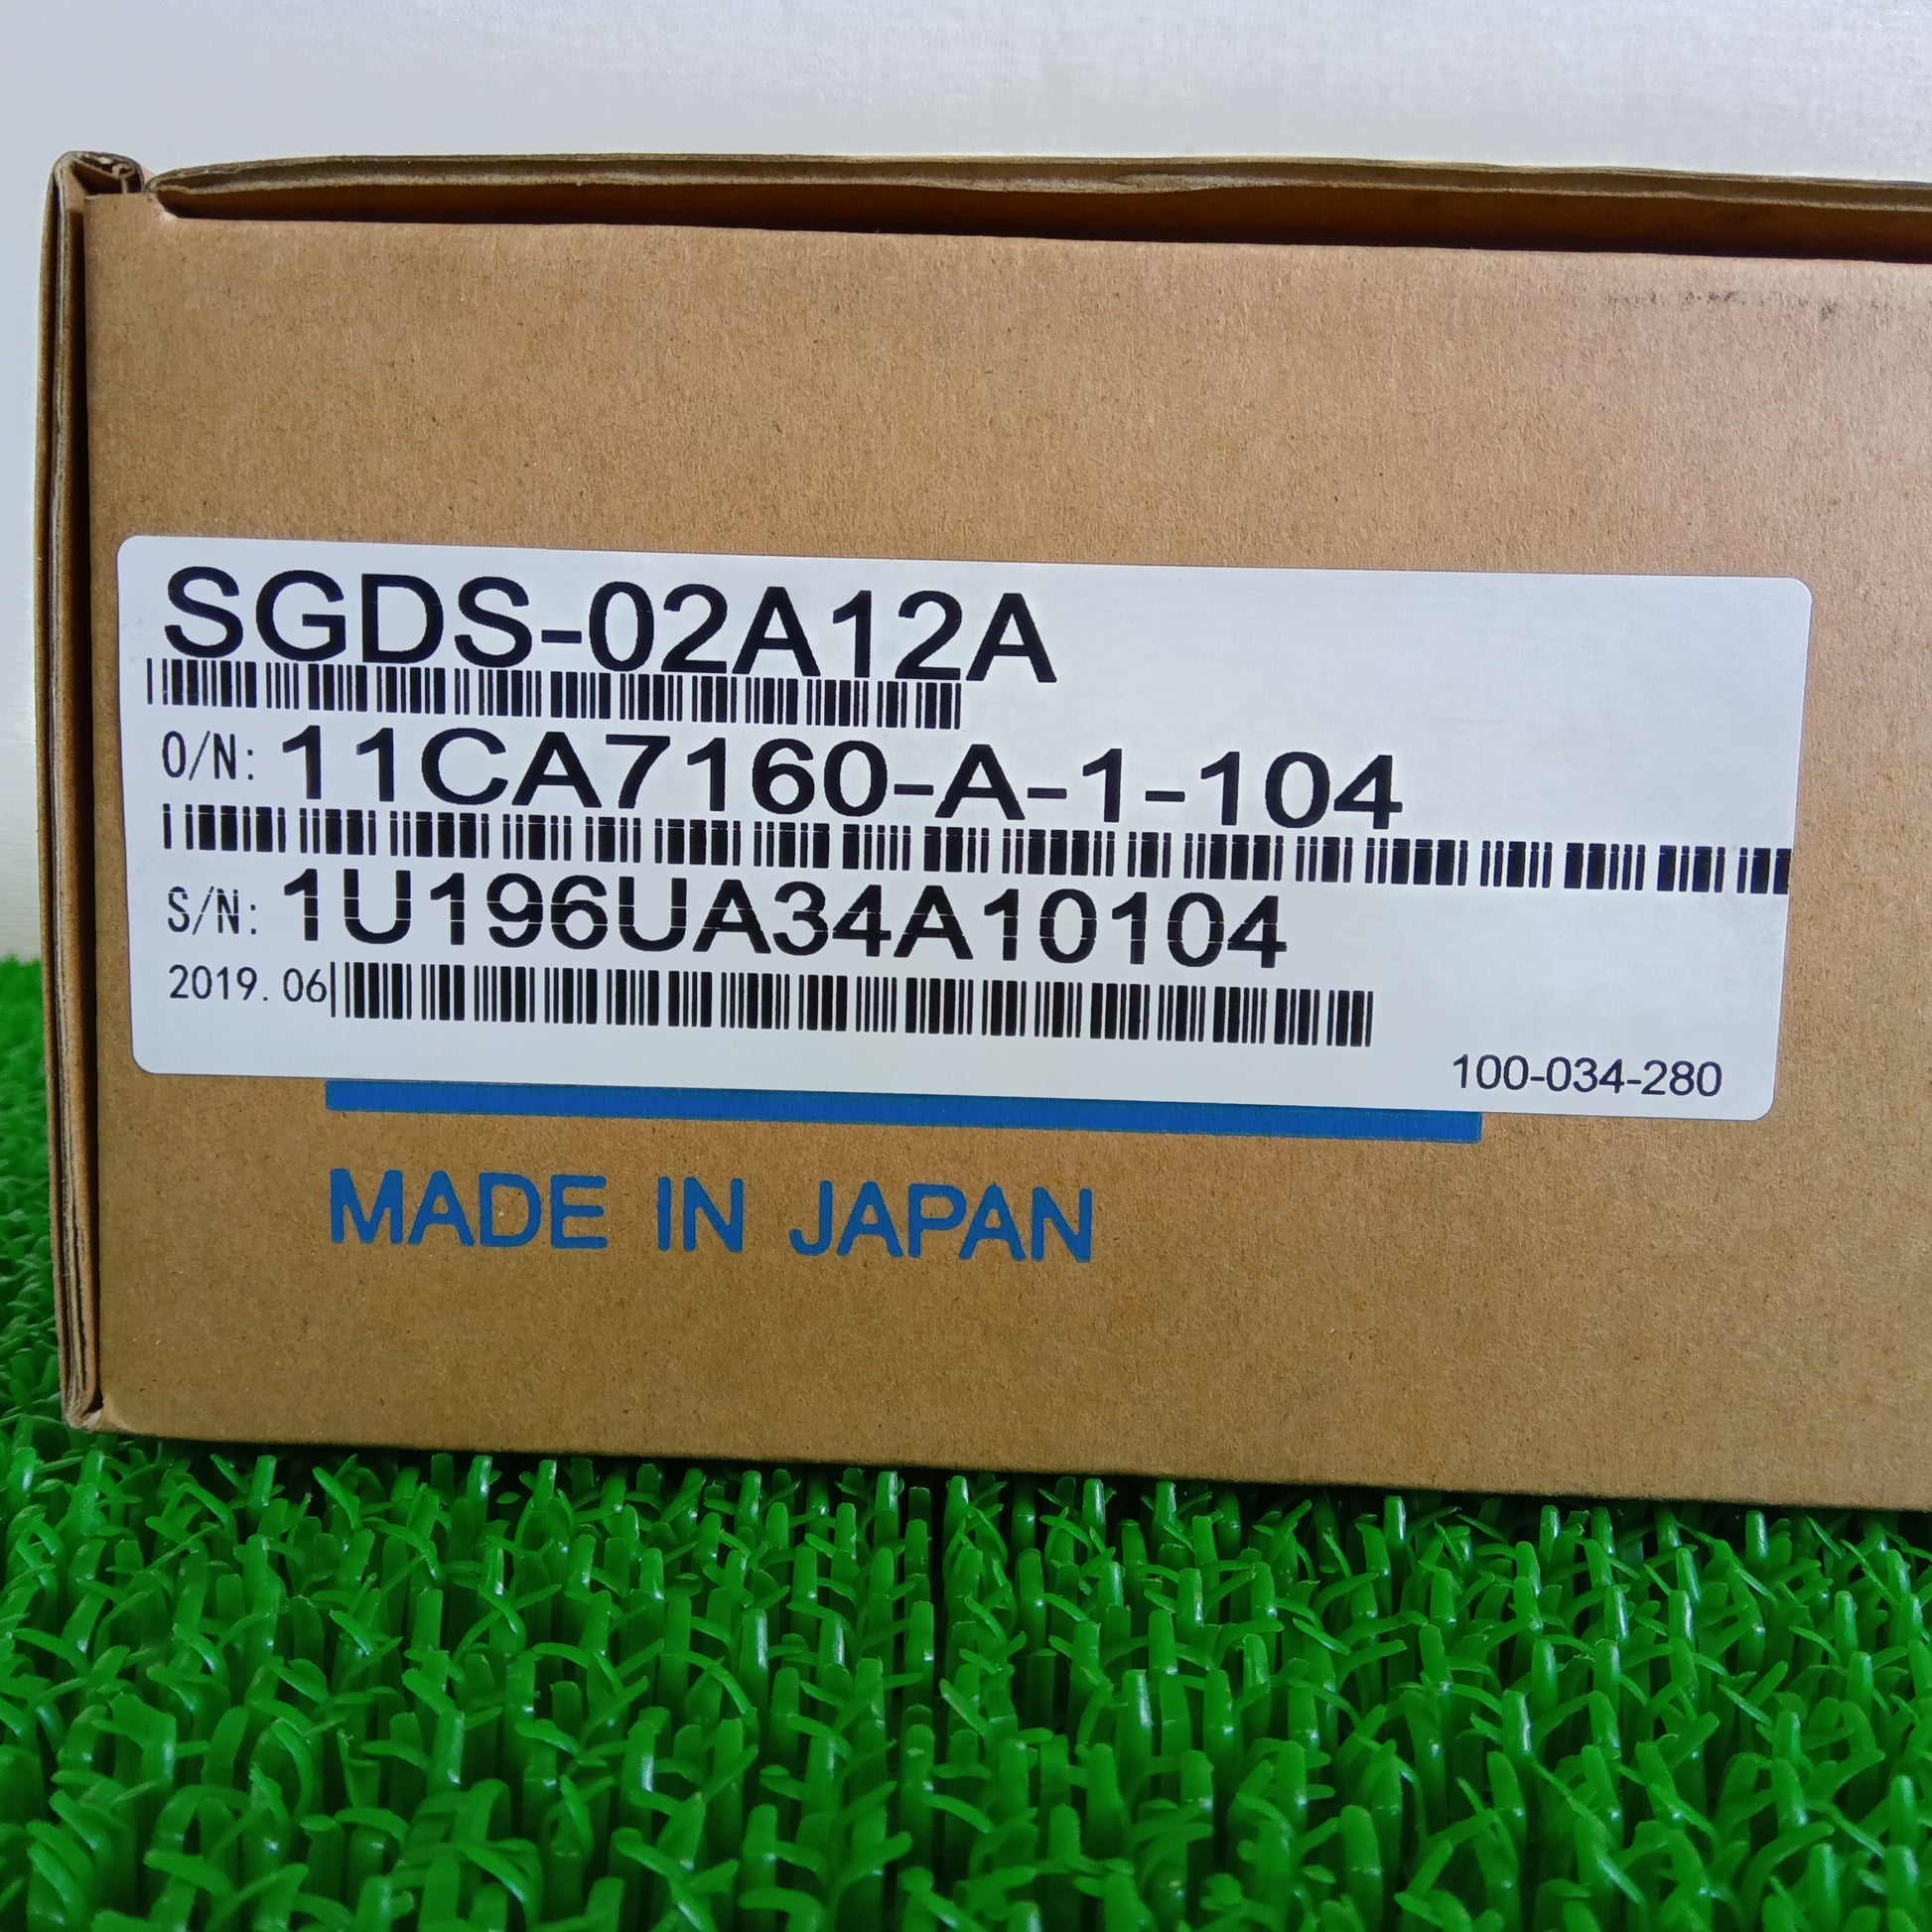 SGDS-02A12A
O/N: 11CA7160-A-1-104
S/N: 1U196UA34A10104
2019. 06
100-034-280
MADE IN JAPAN